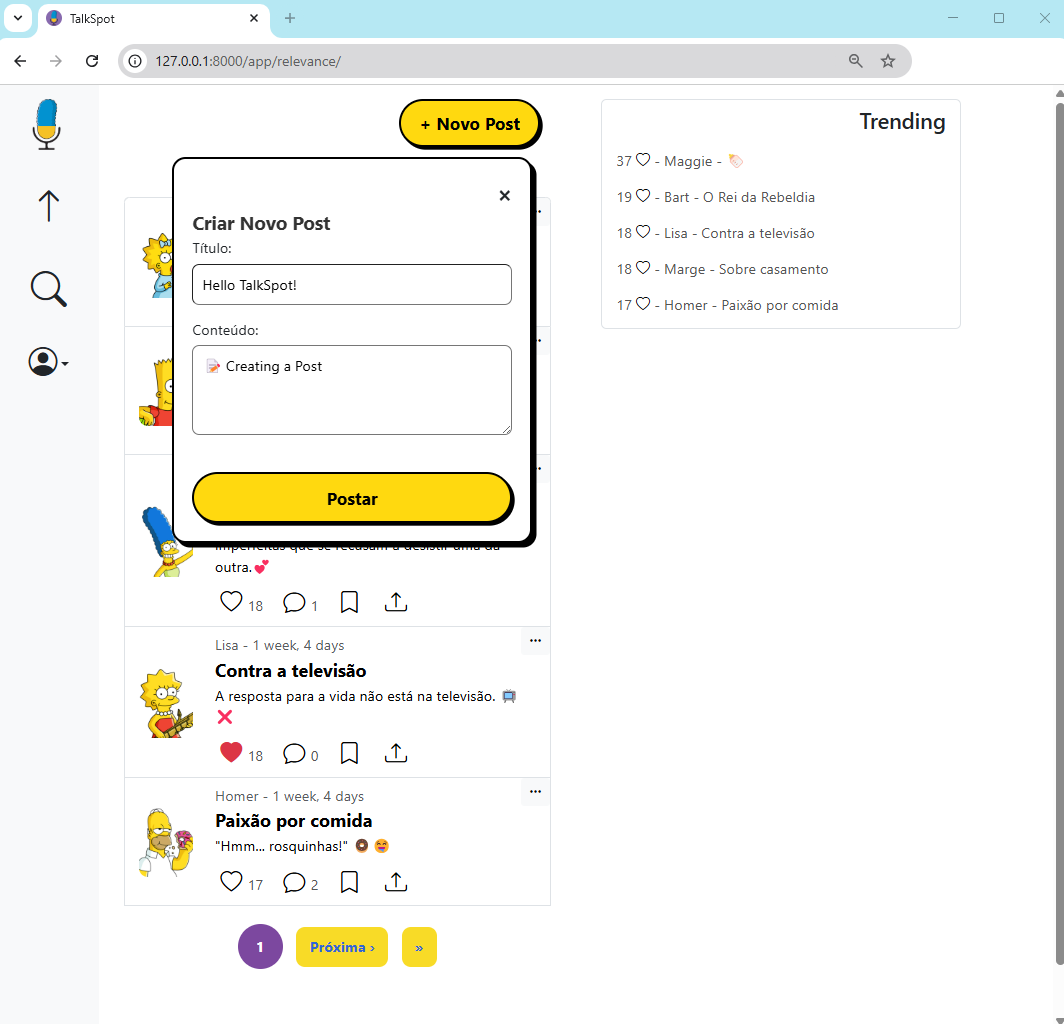 TalkSpot
127.0.0.1:8000/app/relevance/
+ Novo Post
Criar Novo Post
Título:
Hello TalkSpot!
Conteúdo:
📝 Creating a Post
Postar
outra. 💕
18
1
Lisa - 1 week, 4 days
Contra a televisão
A resposta para a vida não está na televisão. 📺
❌
18
0
Homer - 1 week, 4 days
Paixão por comida
"Hmm... rosquinhas!" 🍩 😋
17
2
1
Próxima ›
»
Trending
37 ♡ - Maggie - 🍼
19 ♡ - Bart - O Rei da Rebeldia
18 ♡ - Lisa - Contra a televisão
18 ♡ - Marge - Sobre casamento
17 ♡ - Homer - Paixão por comida